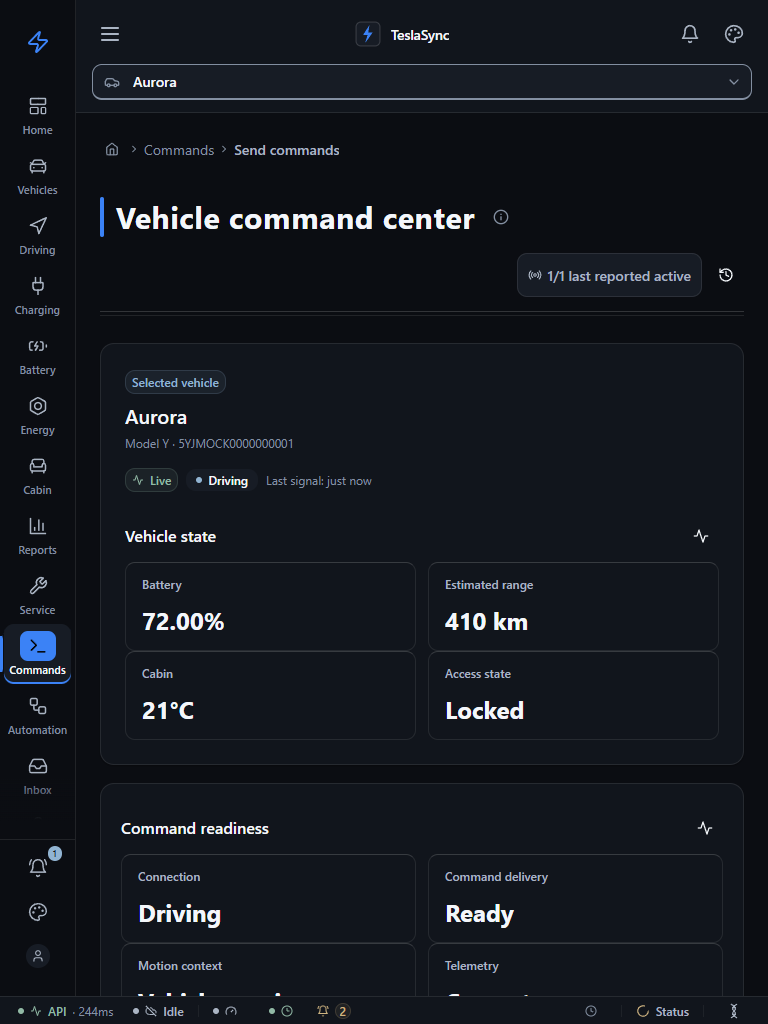 TeslaSync
Aurora
Home
Vehicles
Driving
Charging
Battery
Energy
Cabin
Reports
Service
Commands
Automation
Inbox
1
Commands
Send commands
Vehicle command center
1/1 last reported active
Selected vehicle
Aurora
Model Y · 5YJMOCK0000000001
Live
Driving
Last signal: just now
Vehicle state
Battery
72.00%
Estimated range
410 km
Cabin
21°C
Access state
Locked
Command readiness
Connection
Driving
Command delivery
Ready
Motion context
Telemetry
API · 244ms
Idle
2
Status